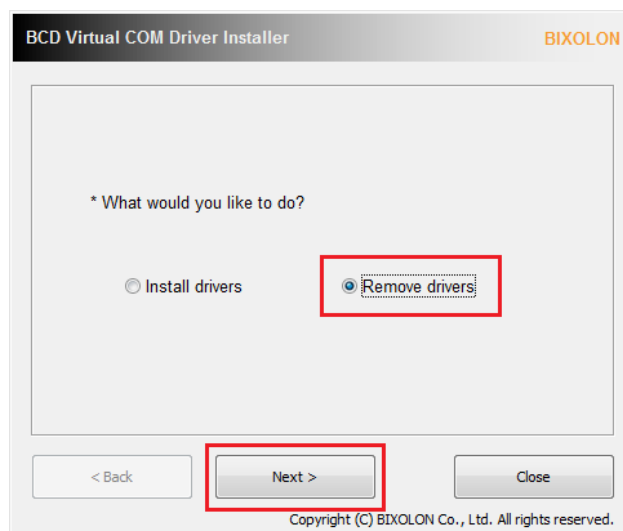 BCD Virtual COM Driver Installer BIXOLON
* What would you like to do?
Install drivers Remove drivers
< Back Next > Close
Copyright (C) BIXOLON Co., Ltd. All rights reserved.